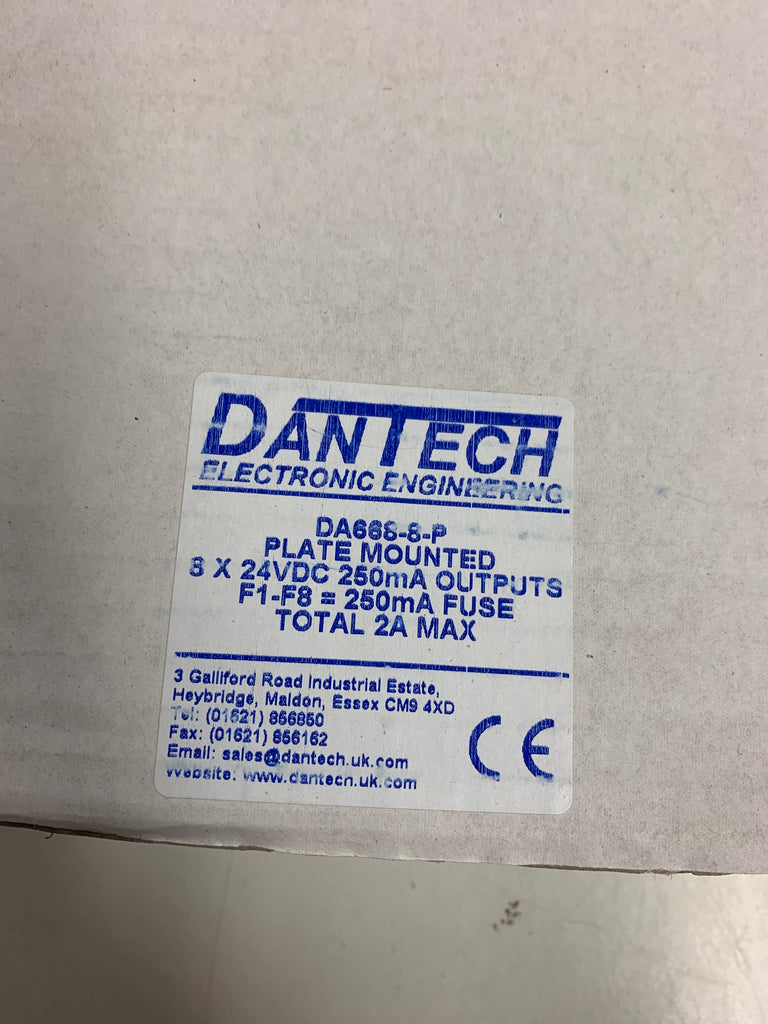 DANTECH
ELECTRONIC ENGINEERING
DA668-8-P
PLATE MOUNTED
8 X 24VDC 250mA OUTPUTS
F1-F8 = 250mA FUSE
TOTAL 2A MAX
3 Galliford Road Industrial Estate,
Heybridge, Maldon, Essex CM9 4XD
Tel: (01621) 856850
Fax: (01621) 856162
Email: sales@dantech.uk.com
Website: www.dantech.uk.com
CE